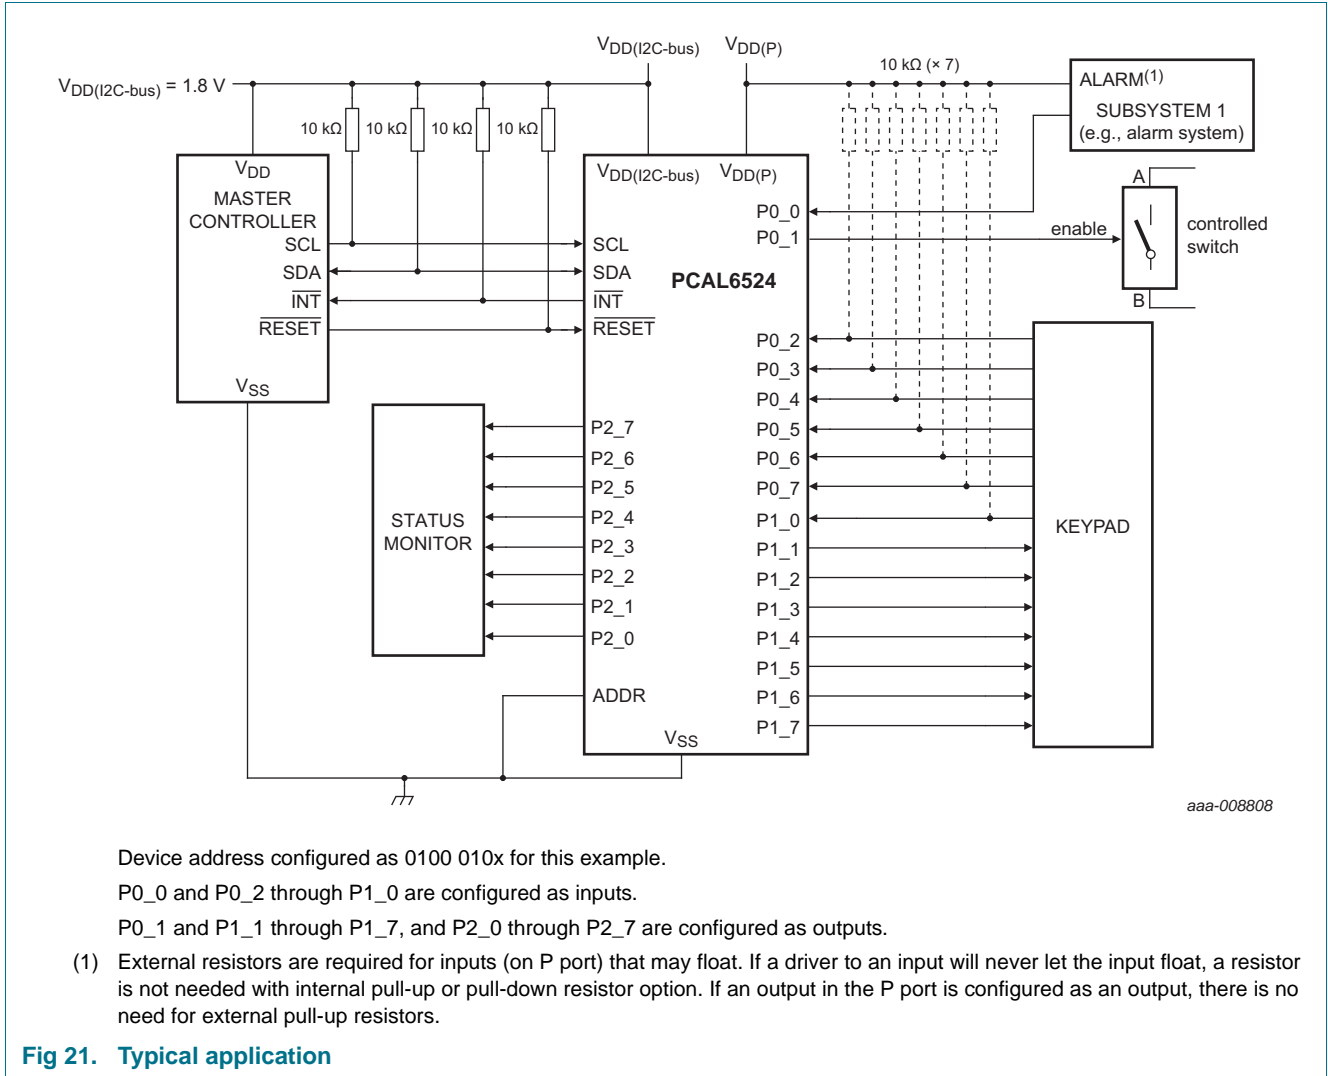 VDD(I2C-bus) VDD(P)
VDD(I2C-bus) = 1.8 V
10 kΩ (× 7)
10 kΩ 10 kΩ 10 kΩ 10 kΩ
ALARM(1)
SUBSYSTEM 1
(e.g., alarm system)
VDD
MASTER
CONTROLLER
SCL
SDA
INT
RESET
VSS
VDD(I2C-bus) VDD(P)
SCL
SDA
INT
RESET
PCAL6524
P0_0
P0_1
enable
A
B
controlled
switch
P0_2
P0_3
P0_4
P0_5
P0_6
P0_7
P1_0
P1_1
P1_2
P1_3
P1_4
P1_5
P1_6
P1_7
KEYPAD
STATUS
MONITOR
P2_7
P2_6
P2_5
P2_4
P2_3
P2_2
P2_1
P2_0
ADDR
VSS
aaa-008808
Device address configured as 0100 010x for this example.
P0_0 and P0_2 through P1_0 are configured as inputs.
P0_1 and P1_1 through P1_7, and P2_0 through P2_7 are configured as outputs.
(1) External resistors are required for inputs (on P port) that may float. If a driver to an input will never let the input float, a resistor
is not needed with internal pull-up or pull-down resistor option. If an output in the P port is configured as an output, there is no
need for external pull-up resistors.
Fig 21. Typical application